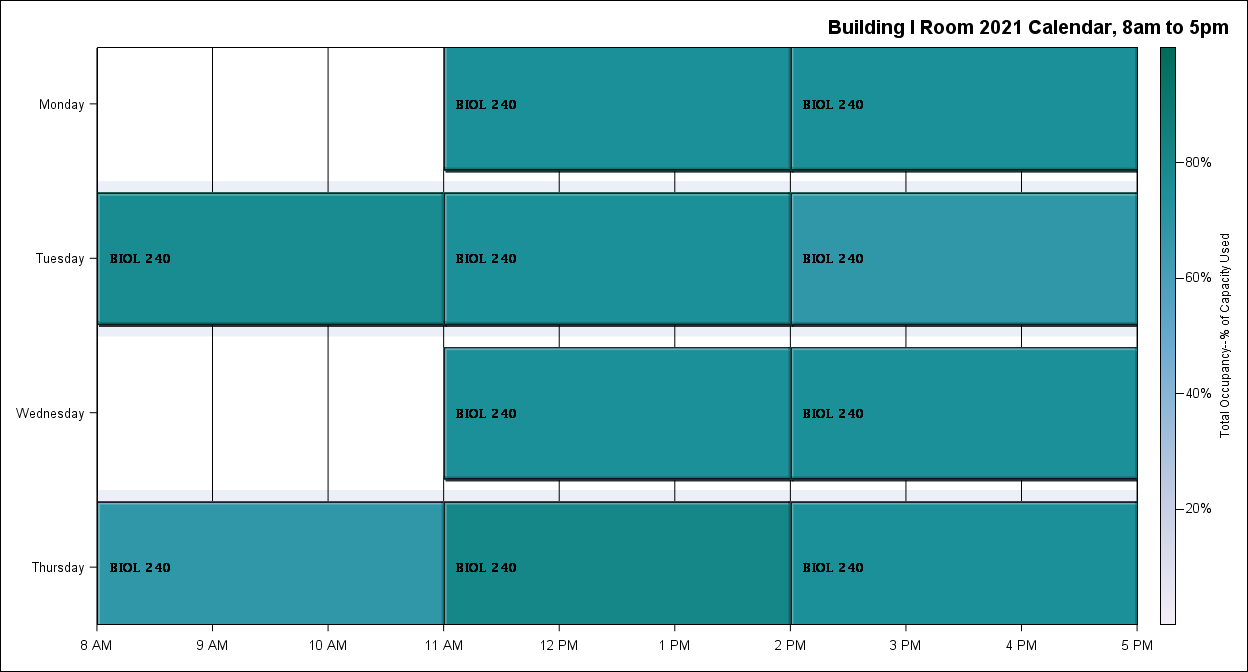 Building I Room 2021 Calendar, 8am to 5pm
Monday
BIOL 240
BIOL 240
Tuesday
BIOL 240
BIOL 240
BIOL 240
Wednesday
BIOL 240
BIOL 240
Thursday
BIOL 240
BIOL 240
BIOL 240
8 AM
9 AM
10 AM
11 AM
12 PM
1 PM
2 PM
3 PM
4 PM
5 PM
80%
60%
40%
20%
Total Occupancy--% of Capacity Used